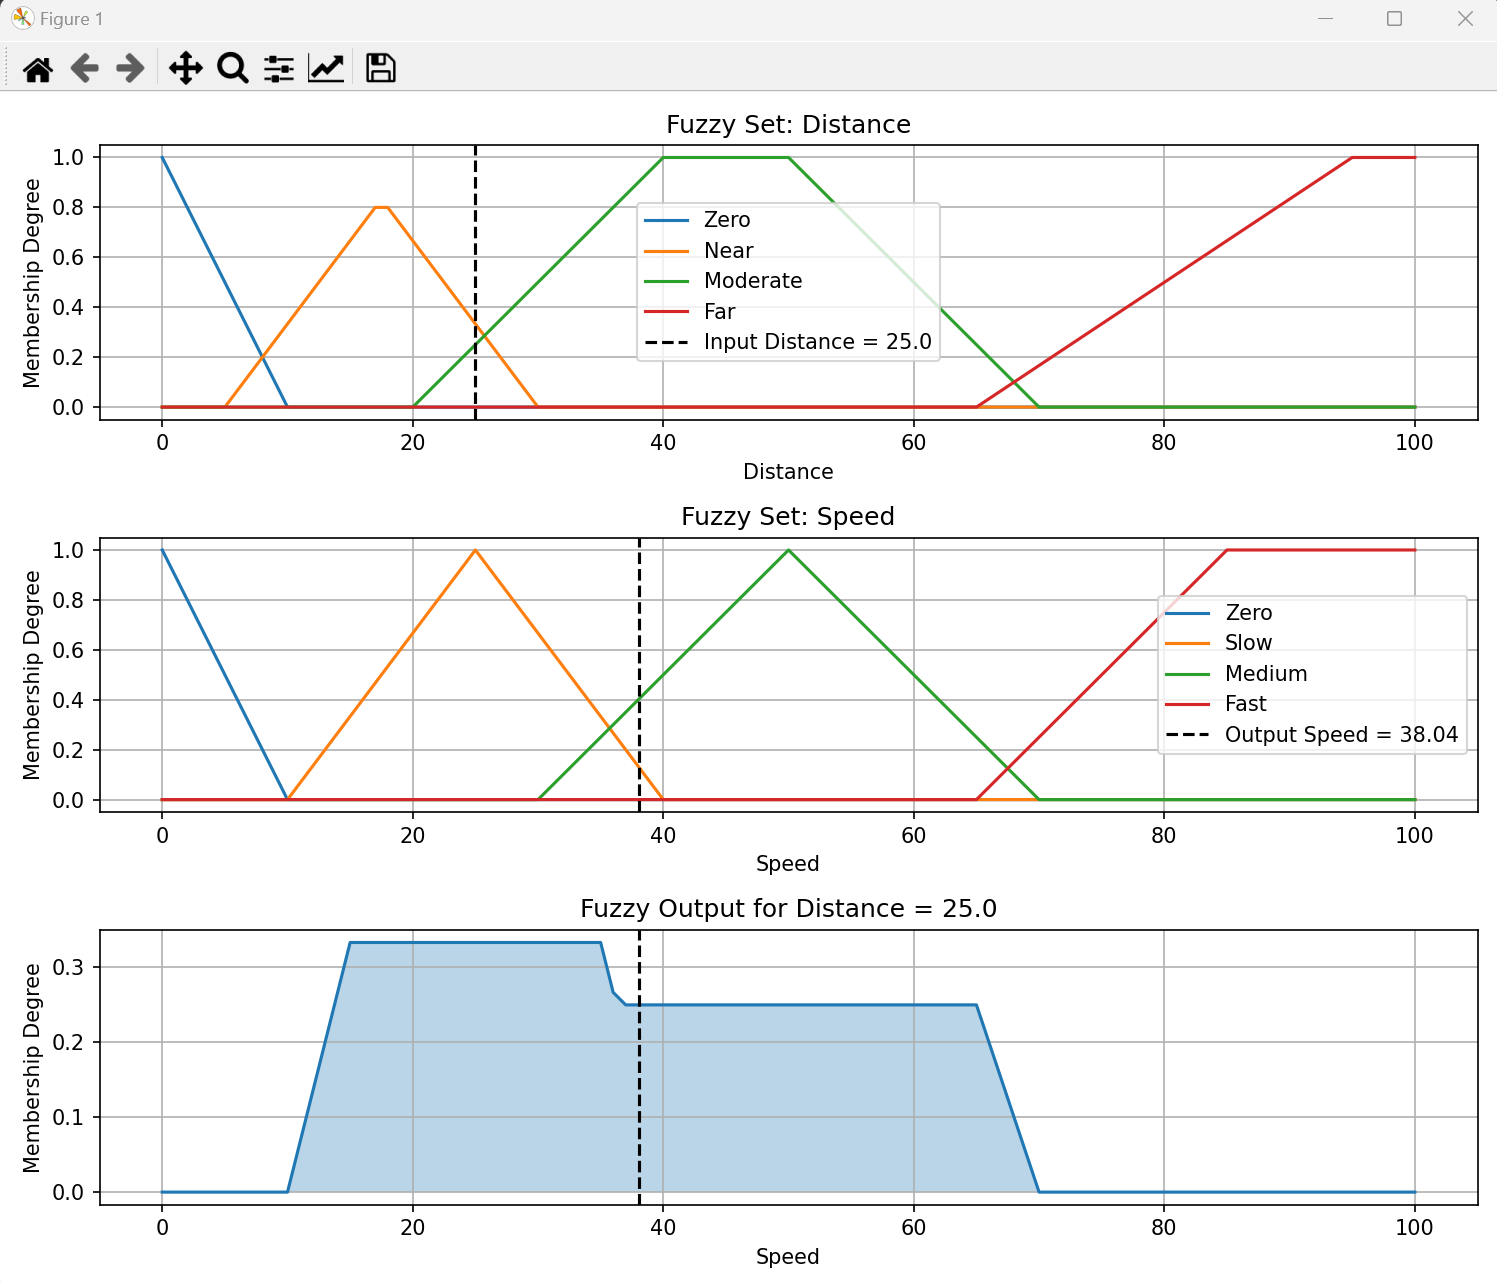 Figure 1
Fuzzy Set: Distance
Membership Degree
1.0
0.8
0.6
0.4
0.2
0.0
Zero
Near
Moderate
Far
Input Distance = 25.0
0 20 40 60 80 100
Distance
Fuzzy Set: Speed
Membership Degree
1.0
0.8
0.6
0.4
0.2
0.0
Zero
Slow
Medium
Fast
Output Speed = 38.04
0 20 40 60 80 100
Speed
Fuzzy Output for Distance = 25.0
Membership Degree
0.3
0.2
0.1
0.0
0 20 40 60 80 100
Speed